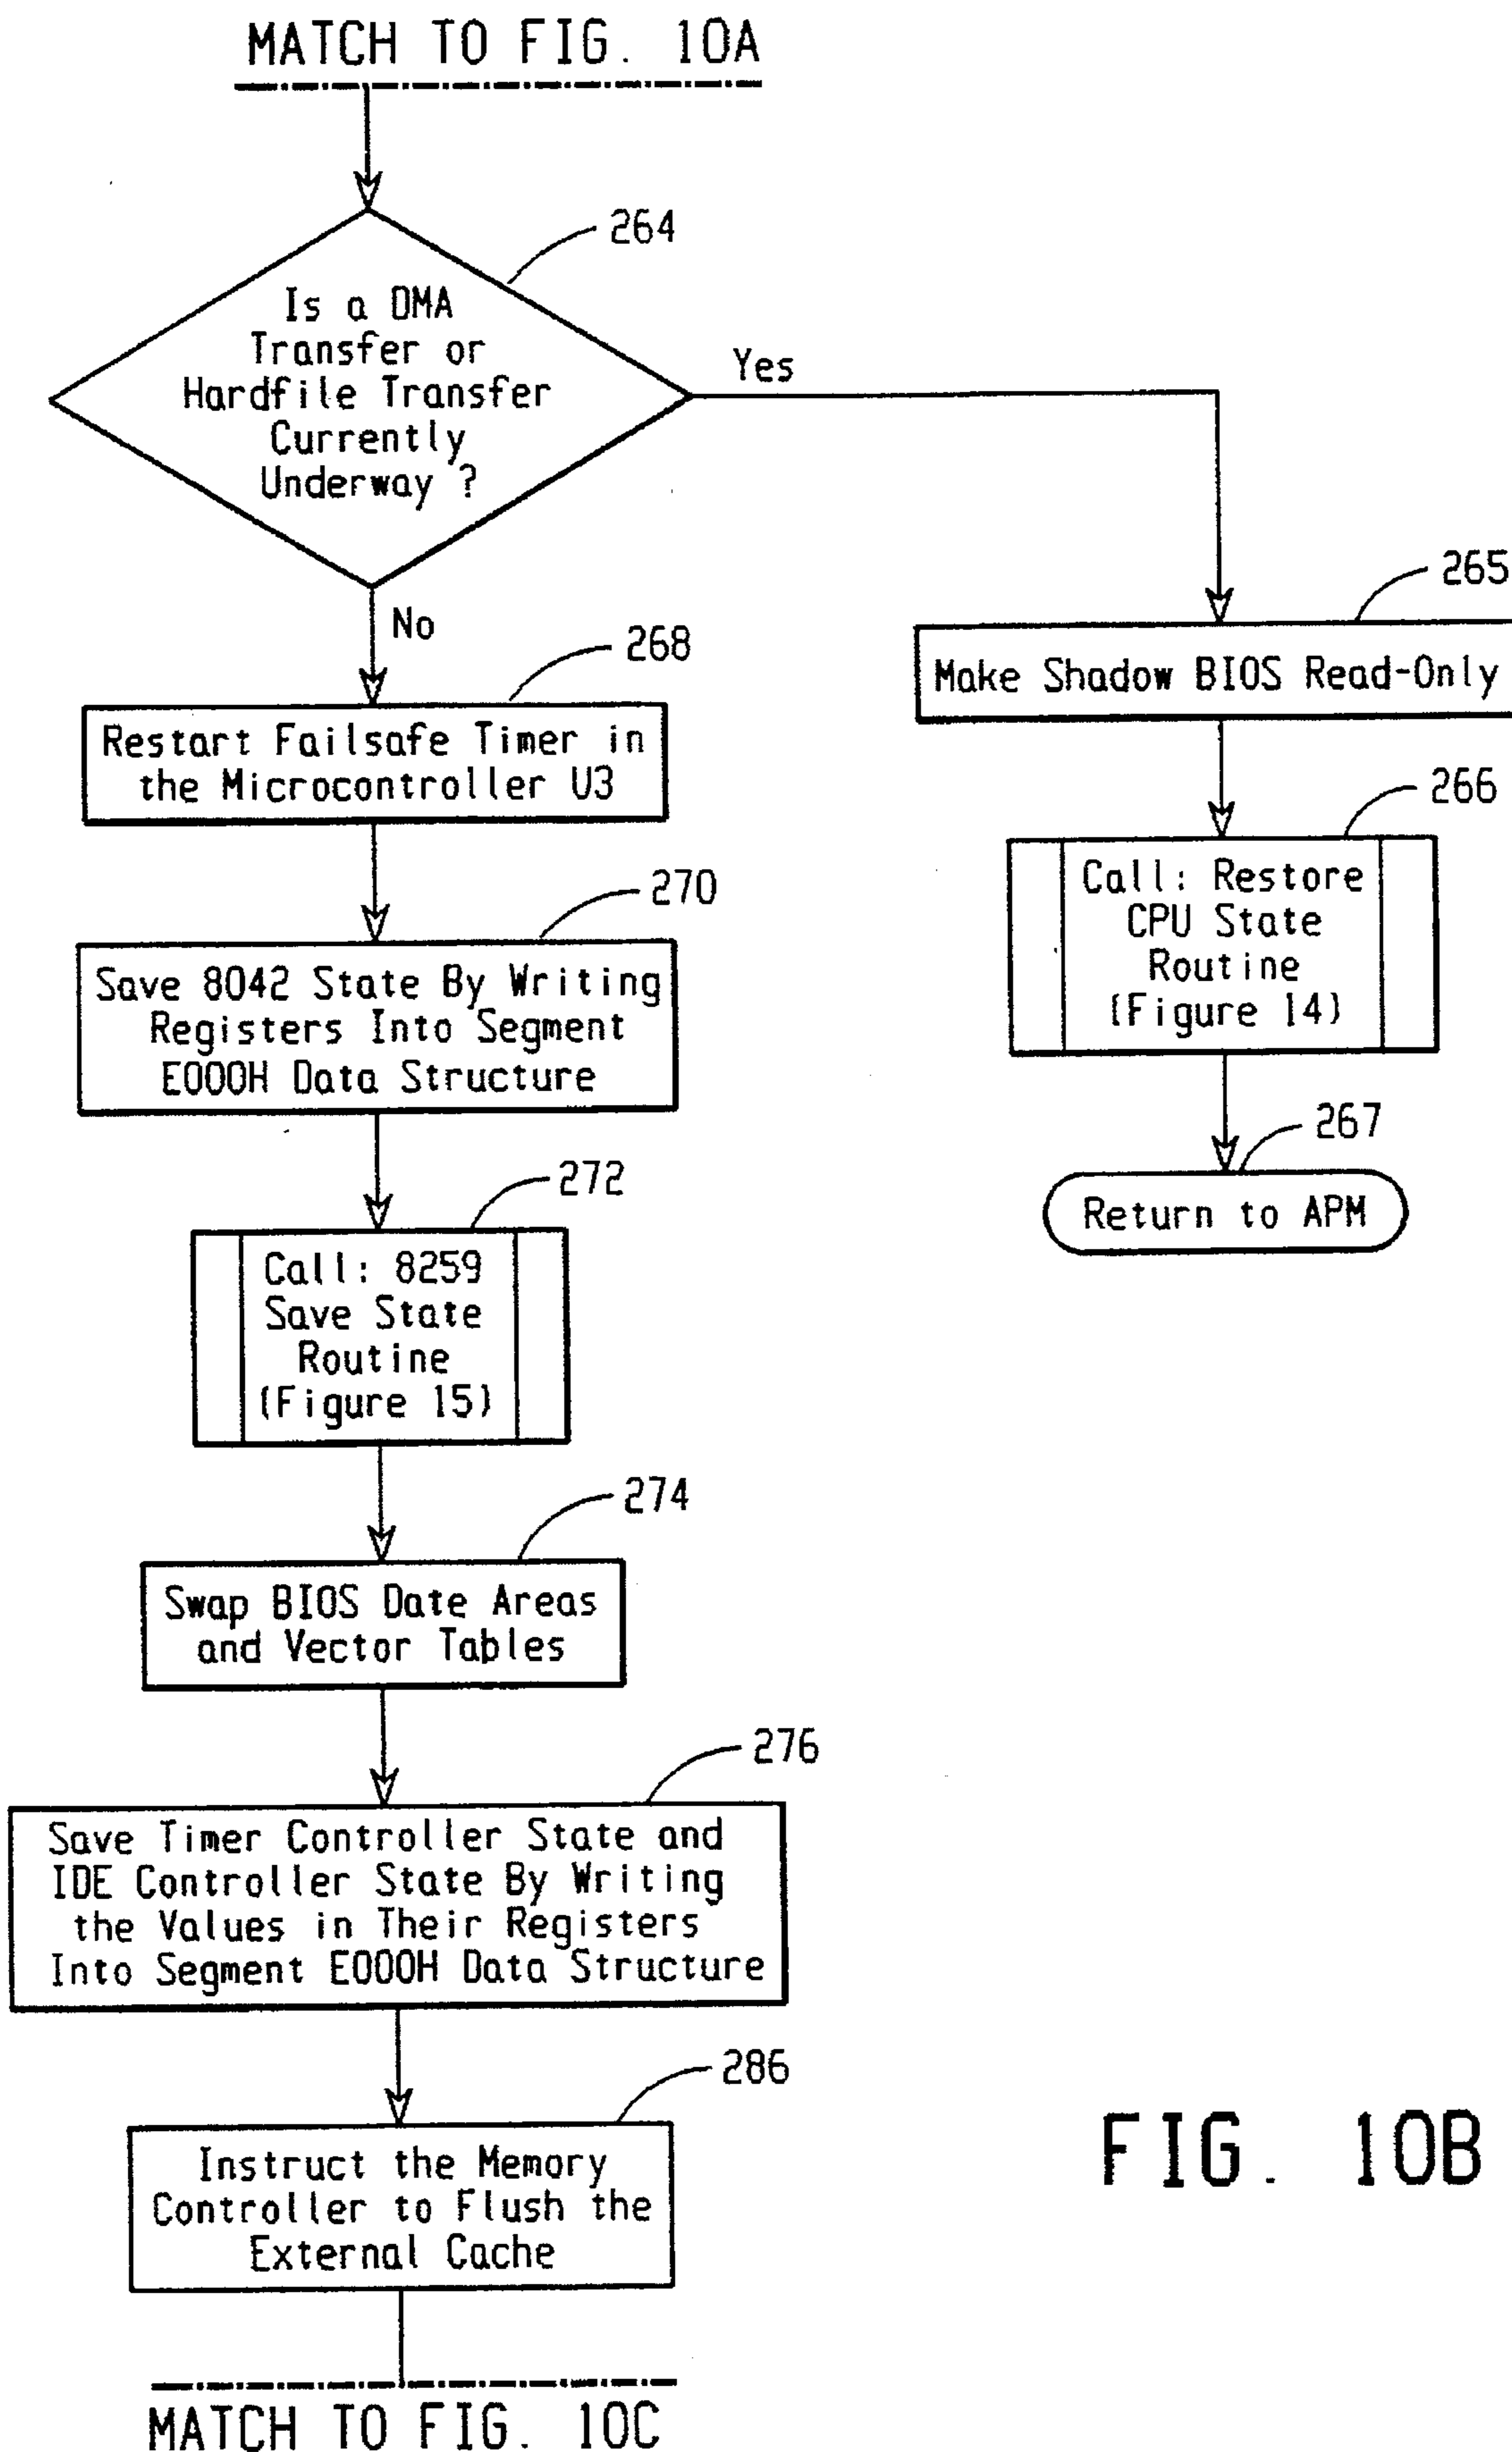 MATCH TO FIG. 10A
264
Is a DMA
Transfer or
Hardfile Transfer
Currently
Underway ?
Yes
No
265
Make Shadow BIOS Read-Only
266
Call: Restore
CPU State
Routine
(Figure 14)
267
Return to APM
268
Restart Failsafe Timer in
the Microcontroller U3
270
Save 8042 State By Writing
Registers Into Segment
E000H Data Structure
272
Call: 8259
Save State
Routine
(Figure 15)
274
Swap BIOS Date Areas
and Vector Tables
276
Save Timer Controller State and
IDE Controller State By Writing
the Values in Their Registers
Into Segment E000H Data Structure
286
Instruct the Memory
Controller to Flush the
External Cache
MATCH TO FIG. 10C
FIG. 10B